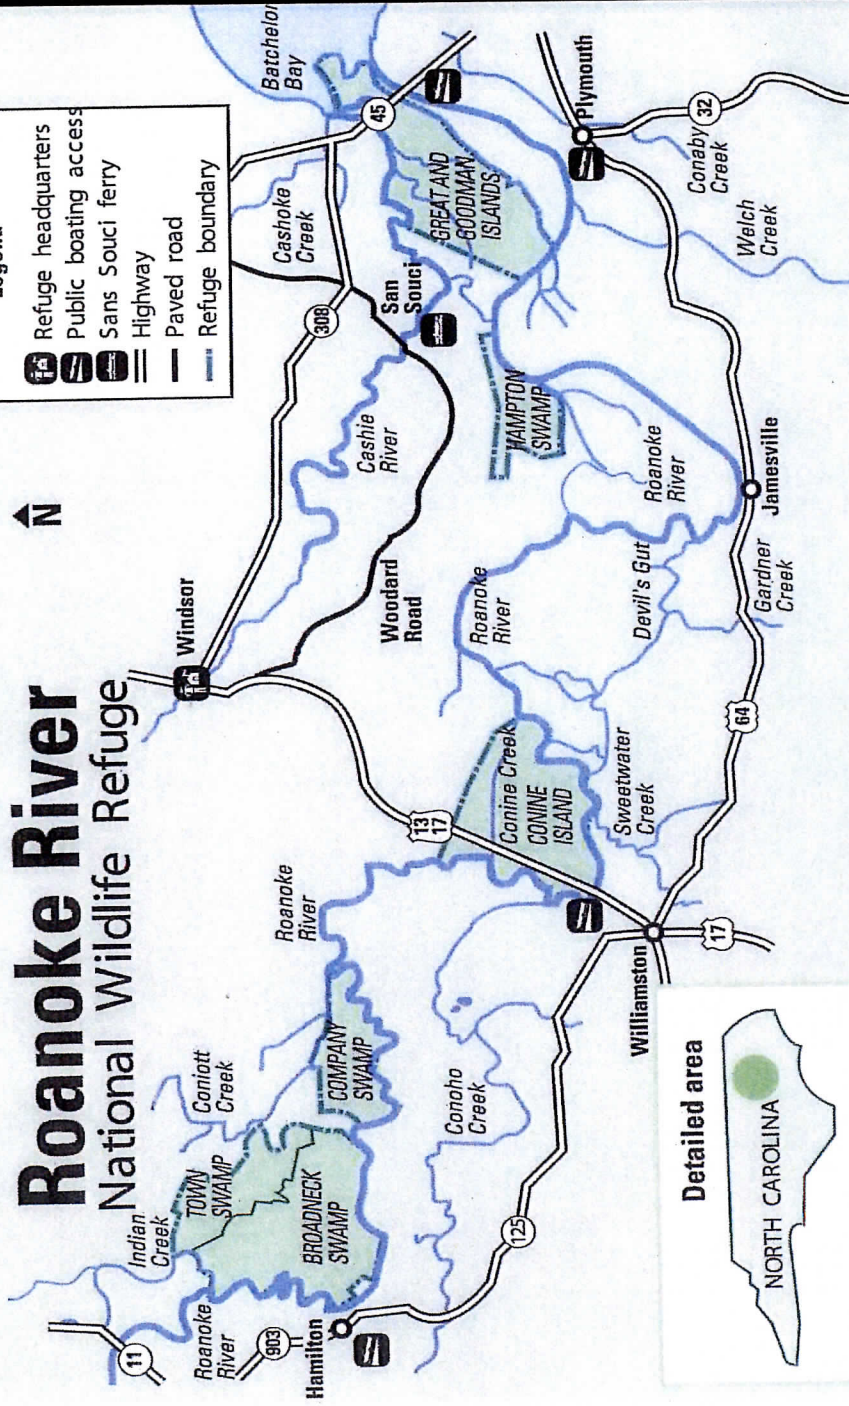 Roanoke River
National Wildlife Refuge
N
Legend
Refuge headquarters
Public boating access
Sans Souci ferry
Highway
Paved road
Refuge boundary
11
Indian
Creek
Roanoke
River
903
Hamilton
TOWN
SWAMP
BROADNECK
SWAMP
Coniott
Creek
COMPANY
SWAMP
Roanoke
River
Conoho
Creek
125
Williamston
17
13
17
Windsor
Conine Creek
CONINE
ISLAND
Sweetwater
Creek
64
Woodard
Road
Roanoke
River
Devil's Gut
Gardner
Creek
Jamesville
Roanoke
River
Cashie
River
HAMPTON
SWAMP
308
San
Souci
Cashoke
Creek
GREAT AND
GOODMAN
ISLANDS
Batchelor
Bay
45
Welch
Creek
Conaby
Creek
32
Plymouth
Detailed area
NORTH CAROLINA